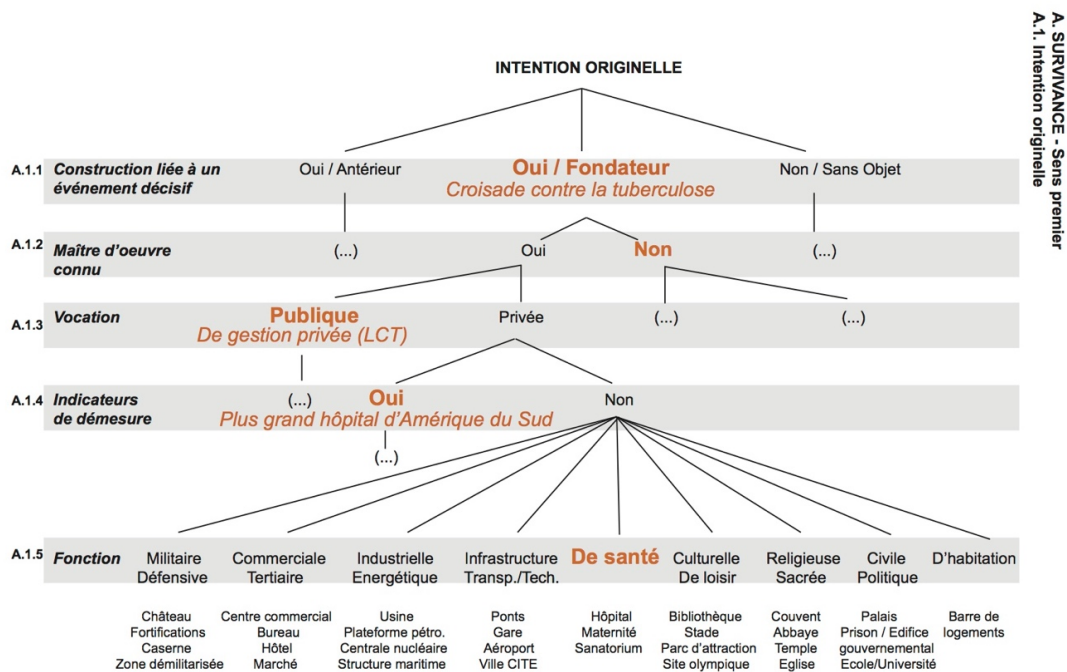 A. SURVIVANCE - Sens premier
A.1. Intention originelle
INTENTION ORIGINELLE
A.1.1
Construction liée à un
événement décisif
Oui / Antérieur
Oui / Fondateur
Croisade contre la tuberculose
Non / Sans Objet
A.1.2
Maître d'oeuvre
connu
(...)
Oui
Non
(...)
A.1.3
Vocation
Publique
De gestion privée (LCT)
Privée
(...)
(...)
A.1.4
Indicateurs
de démesure
(...)
Oui
Plus grand hôpital d'Amérique du Sud
Non
(...)
A.1.5
Fonction
Militaire
Défensive
Commerciale
Tertiaire
Industrielle
Energétique
Infrastructure
Transp./Tech.
De santé
Culturelle
De loisir
Religieuse
Sacrée
Civile
Politique
D'habitation
Château
Fortifications
Caserne
Zone démilitarisée
Centre commercial
Bureau
Hôtel
Marché
Usine
Plateforme pétro.
Centrale nucléaire
Structure maritime
Ponts
Gare
Aéroport
Ville CITE
Hôpital
Maternité
Sanatorium
Bibliothèque
Stade
Parc d'attraction
Site olympique
Couvent
Abbaye
Temple
Eglise
Palais
Prison / Edifice
gouvernemental
Ecole/Université
Barre de
logements